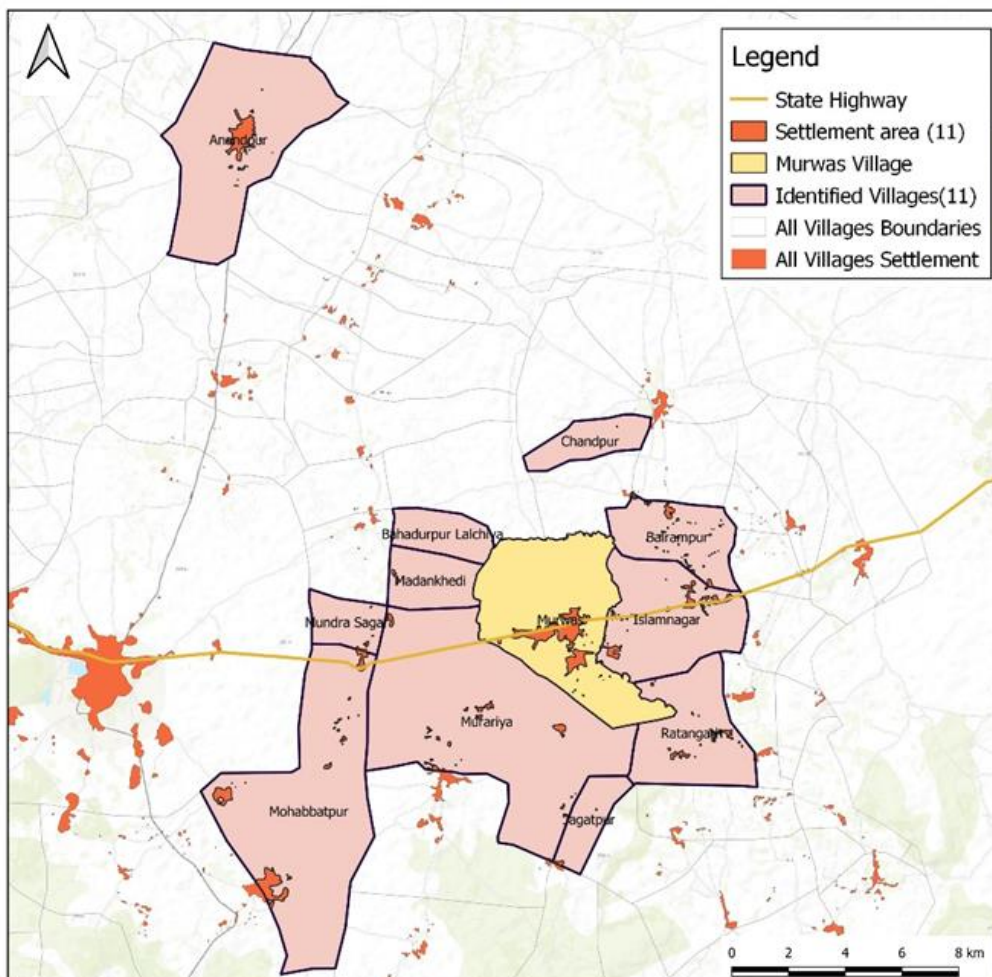 Legend
State Highway
Settlement area (11)
Murwas Village
Identified Villages(11)
All Villages Boundaries
All Villages Settlement
Anandpur
Chandpur
Bahadurpur Lalchiya
Balrampur
Madankhedi
Mundra Sagar
Murwas
Islamnagar
Murariya
Ratangarh
Mohabbatpur
Jagatpur
0 2 4 6 8 km